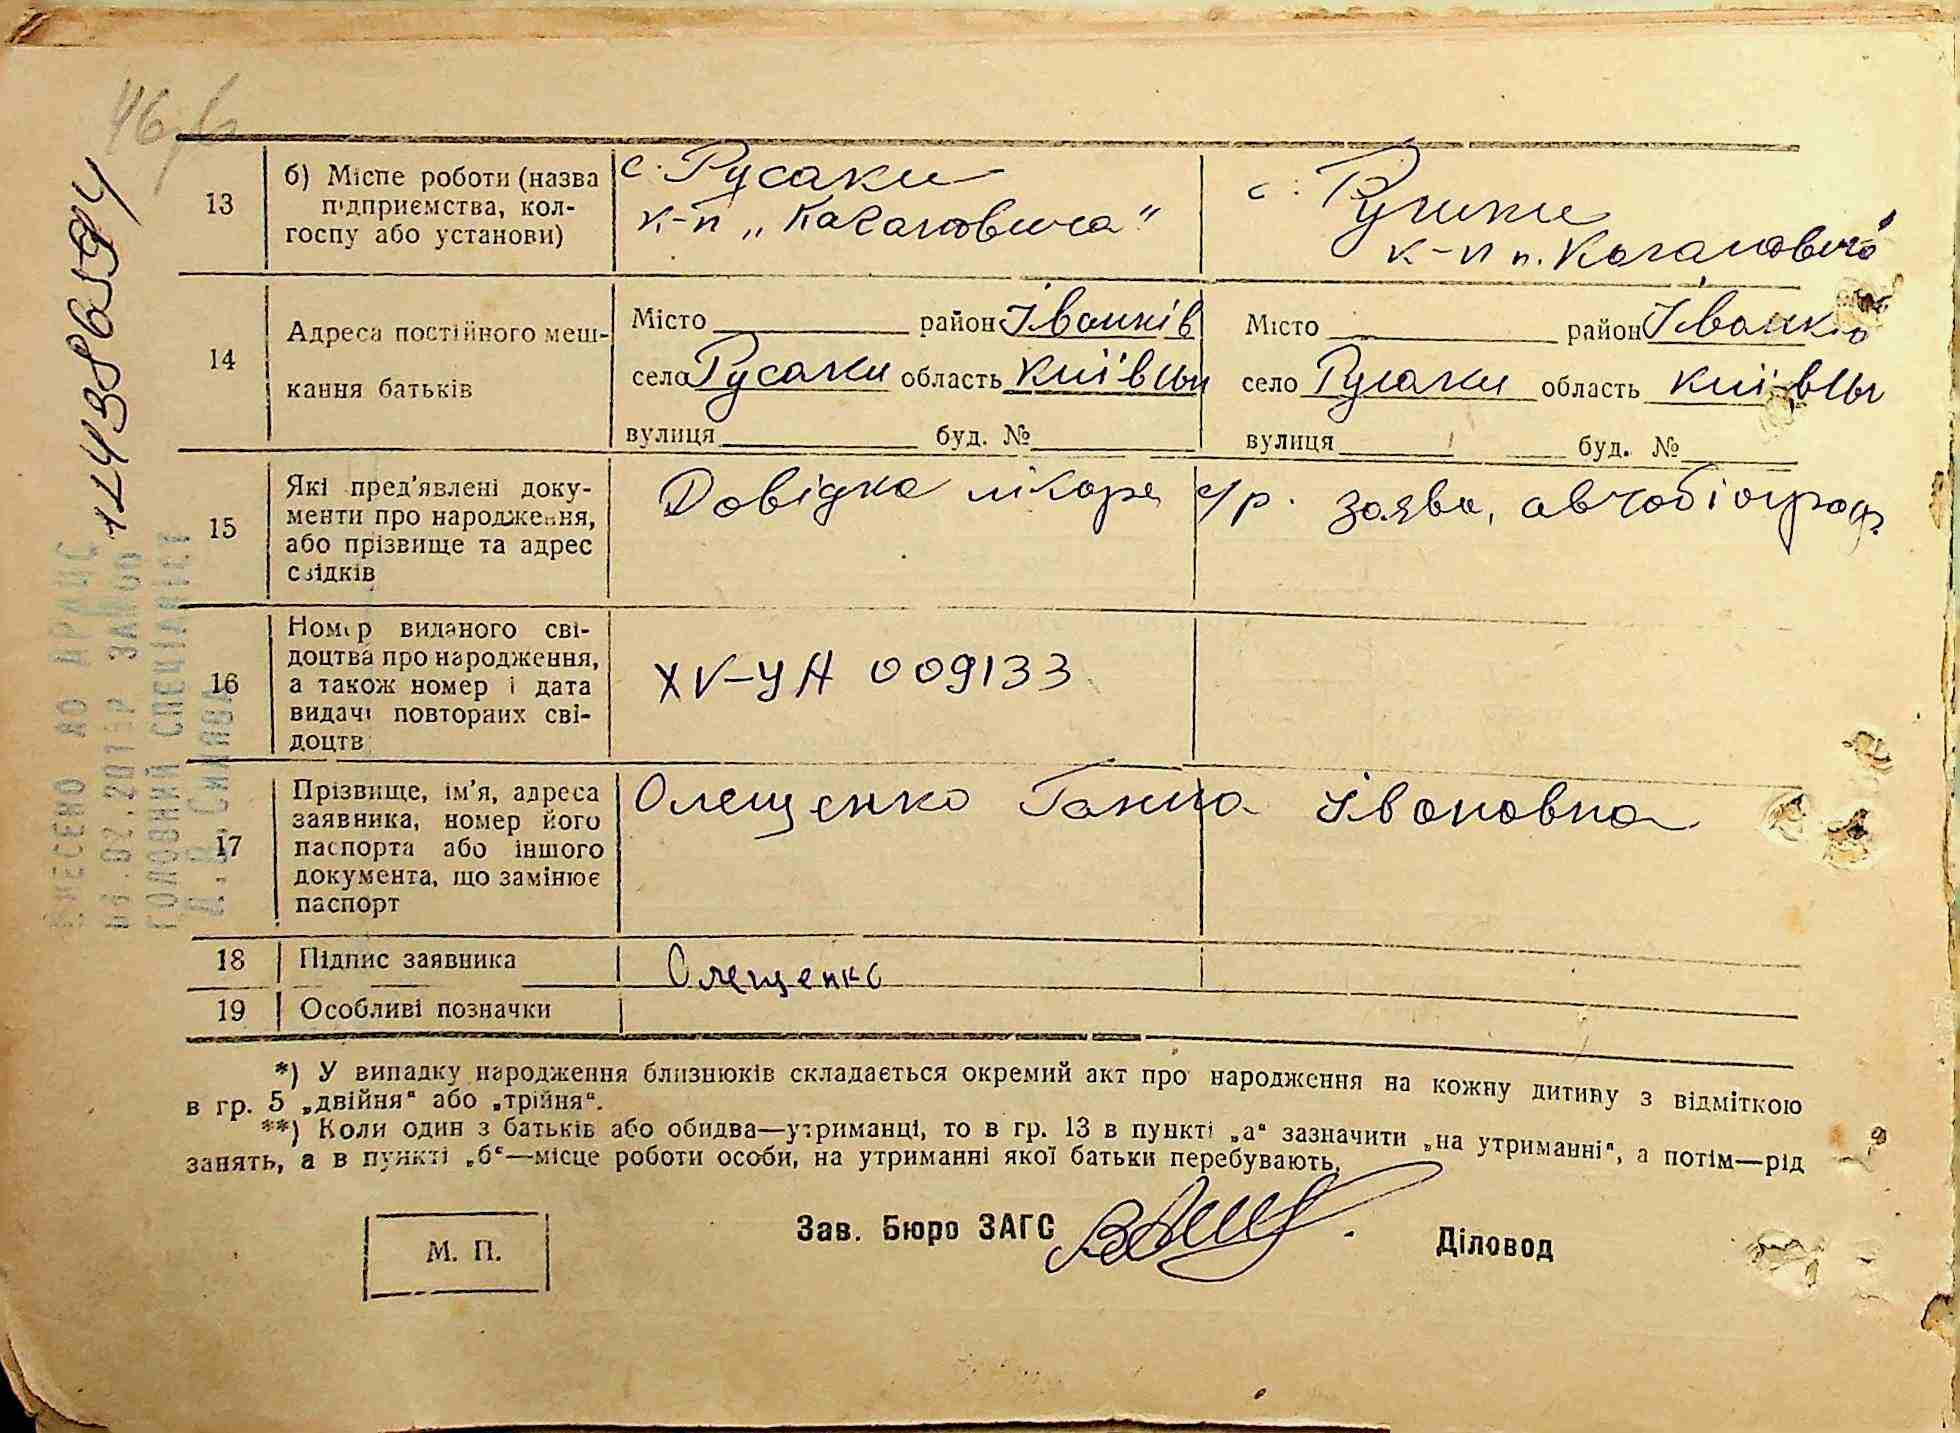 46
13
б) Місце роботи (назва
підприємства, кол-
госпу або установи)
с. Русаки
к-п „Кагановича"
с. Русаки
к-п п. Кагановича
14
Адреса постійного меш-
кання батьків
Місто район Іванків
село Русаки область Київськ
вулиця буд. №
Місто район Іванків
село Русаки область Київськ
вулиця буд. №
15
Які пред'явлені доку-
менти про народження,
або прізвище та адрес
свідків
Довідка лікаря с/р. заява, автобіограф.
16
Номер виданого сві-
доцтва про народження,
а також номер і дата
видачі повторних сві-
доцтв
XV-УА 009133
17
Прізвище, ім'я, адреса
заявника, номер його
паспорта або іншого
документа, що замінює
паспорт
Олещенко Ганна Івановна
18
Підпис заявника
Олещенко
19
Особливі позначки
*) У випадку народження близнюків складається окремий акт про народження на кожну дитину з відміткою
в гр. 5 „двійня" або „трійня".
**) Коли один з батьків або обидва—утриманці, то в гр. 13 в пункті „а" зазначити „на утриманні", а потім—рід
занять, а в пункті „б"—місце роботи особи, на утриманні якої батьки перебувають.
М. П.
Зав. Бюро ЗАГС
Діловод
ВНЕСЕНО ДО ДРАЦС
ГОЛОВНИЙ СПЕЦІАЛІСТ